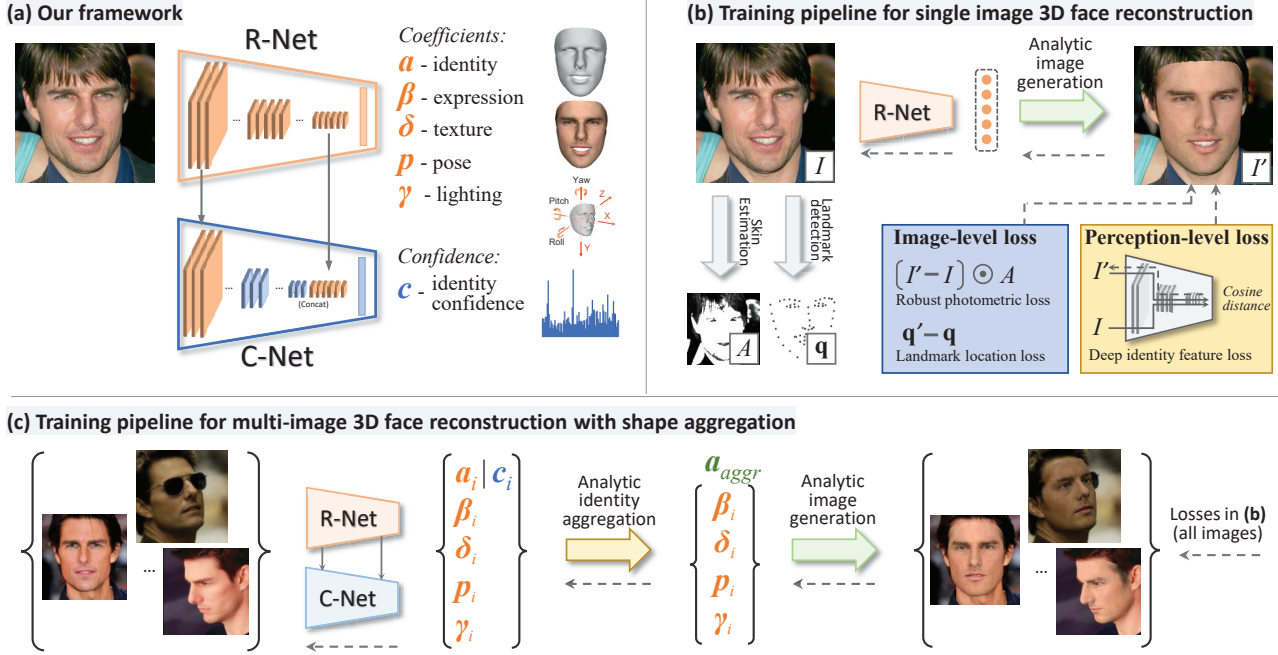 (a) Our framework
R-Net
...
...
Coefficients:
a - identity
β - expression
δ - texture
p - pose
γ - lighting
Yaw
Pitch
Roll
Z
X
Y
...
...
(Concat)
C-Net
Confidence:
c - identity
confidence
(b) Training pipeline for single image 3D face reconstruction
I
R-Net
Analytic
image
generation
I'
Skin
Estimation
Landmark
detection
A
q
Image-level loss
(I' − I) ⊙ A
Robust photometric loss
q' − q
Landmark location loss
Perception-level loss
I'
I
Cosine
distance
Deep identity feature loss
(c) Training pipeline for multi-image 3D face reconstruction with shape aggregation
...
R-Net
C-Net
a_i | c_i
β_i
δ_i
p_i
γ_i
Analytic
identity
aggregation
a_aggr
β_i
δ_i
p_i
γ_i
Analytic
image
generation
...
Losses in (b)
(all images)